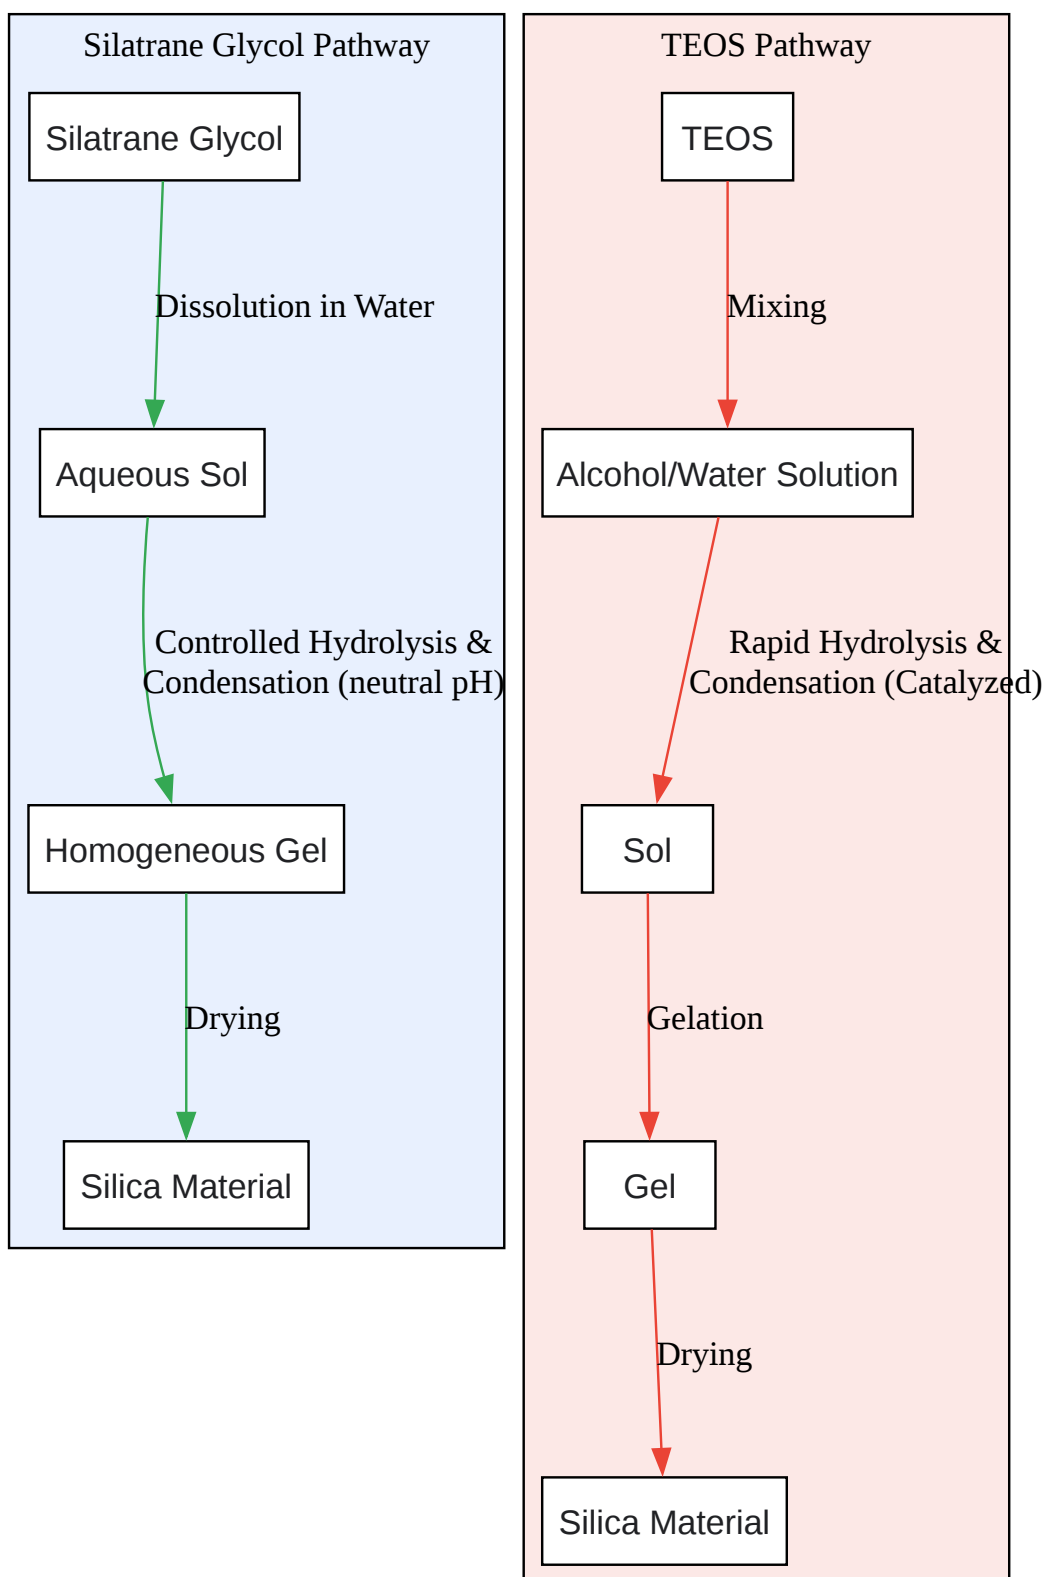 Silatrane Glycol Pathway
Silatrane Glycol
Dissolution in Water
Aqueous Sol
Controlled Hydrolysis &
Condensation (neutral pH)
Homogeneous Gel
Drying
Silica Material
TEOS Pathway
TEOS
Mixing
Alcohol/Water Solution
Rapid Hydrolysis &
Condensation (Catalyzed)
Sol
Gelation
Gel
Drying
Silica Material